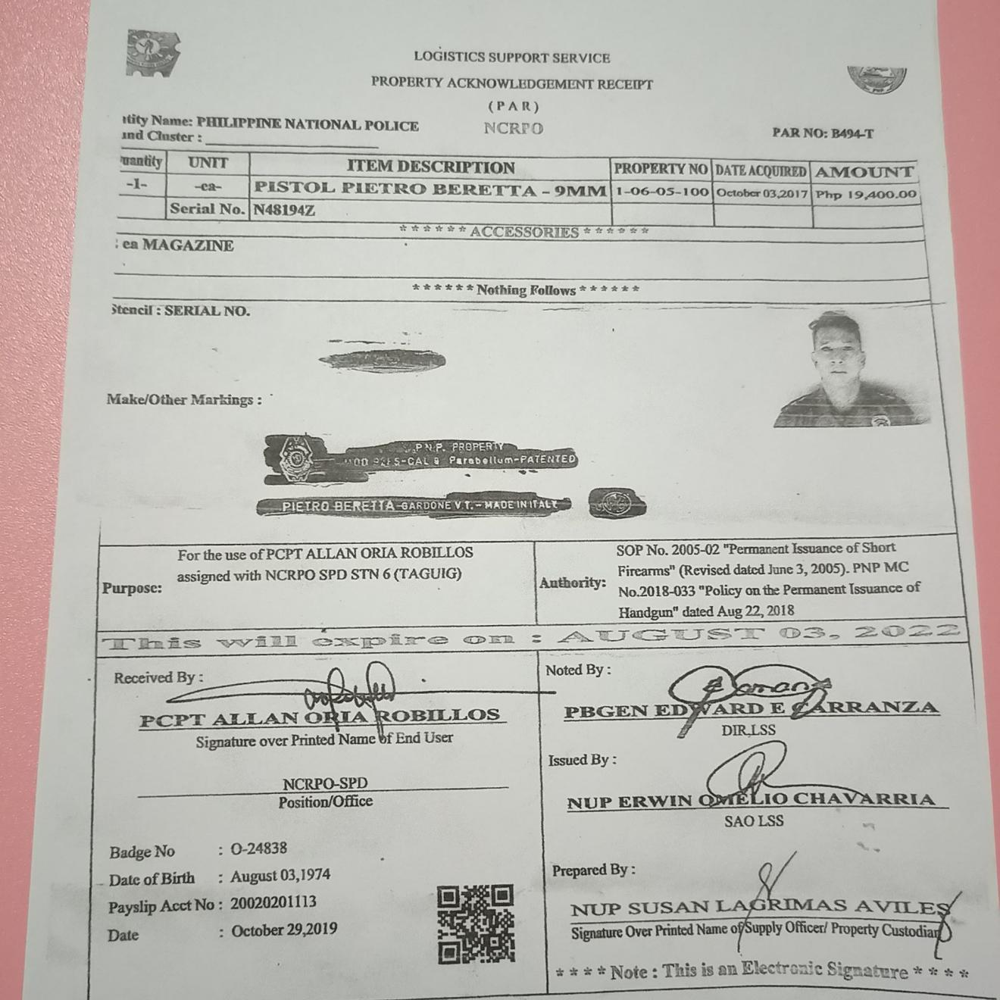 LOGISTICS SUPPORT SERVICE
PROPERTY ACKNOWLEDGEMENT RECEIPT
(PAR)
tity Name: PHILIPPINE NATIONAL POLICE NCRPO PAR NO: B494-T
und Cluster :
uantity UNIT ITEM DESCRIPTION PROPERTY NO DATE ACQUIRED AMOUNT
-1- -ea- PISTOL PIETRO BERETTA - 9MM 1-06-05-100 October 03,2017 Php 19,400.00
Serial No. N48194Z
****** ACCESSORIES ******
ea MAGAZINE
****** Nothing Follows ******
Stencil : SERIAL NO.
Make/Other Markings :
P.N.P. PROPERTY
CAL 9 Parabellum-PATENTED
PIETRO BERETTA-GARDONE V.T.- MADE IN ITALY
Purpose: For the use of PCPT ALLAN ORIA ROBILLOS
assigned with NCRPO SPD STN 6 (TAGUIG)
Authority: SOP No. 2005-02 "Permanent Issuance of Short
Firearms" (Revised dated June 3, 2005). PNP MC
No.2018-033 "Policy on the Permanent Issuance of
Handgun" dated Aug 22, 2018
This will expire on : AUGUST 03, 2022
Received By :
PCPT ALLAN ORIA ROBILLOS
Signature over Printed Name of End User
NCRPO-SPD
Position/Office
Badge No : O-24838
Date of Birth : August 03,1974
Payslip Acct No : 20020201113
Date : October 29,2019
Noted By :
PBGEN EDWARD E CARRANZA
DIR,LSS
Issued By :
NUP ERWIN OMELIO CHAVARRIA
SAO LSS
Prepared By :
NUP SUSAN LAGRIMAS AVILES
Signature Over Printed Name of Supply Officer/ Property Custodian
**** Note : This is an Electronic Signature ****